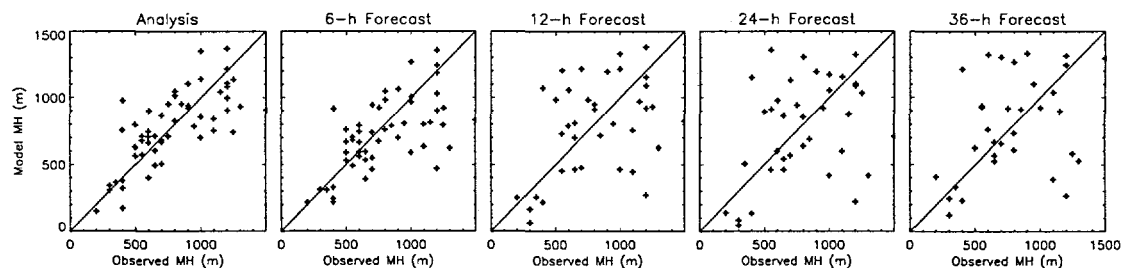 Analysis
6-h Forecast
12-h Forecast
24-h Forecast
36-h Forecast
Model MH (m)
1500
1000
500
0
0 500 1000
0 500 1000
0 500 1000
0 500 1000
0 500 1000 1500
Observed MH (m)
Observed MH (m)
Observed MH (m)
Observed MH (m)
Observed MH (m)